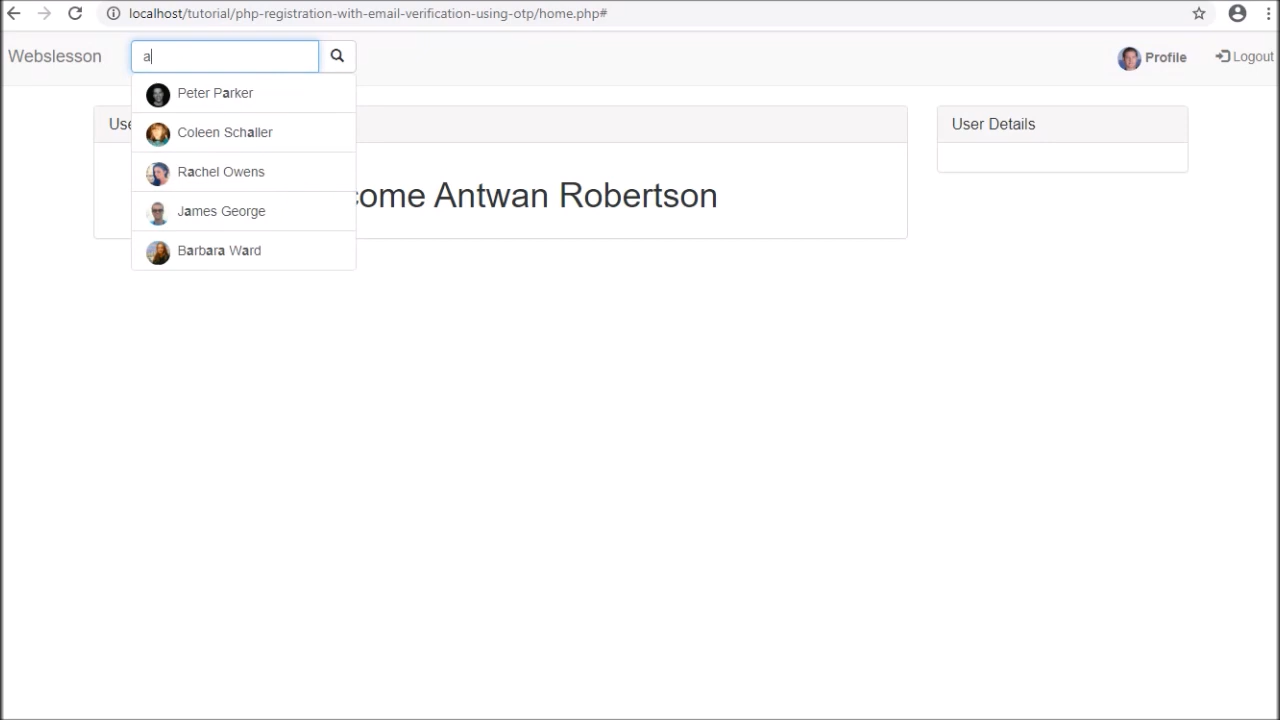 localhost/tutorial/php-registration-with-email-verification-using-otp/home.php#
Webslesson
a
Profile
Logout
Peter Parker
Coleen Schaller
Rachel Owens
James George
Barbara Ward
User Details
come Antwan Robertson